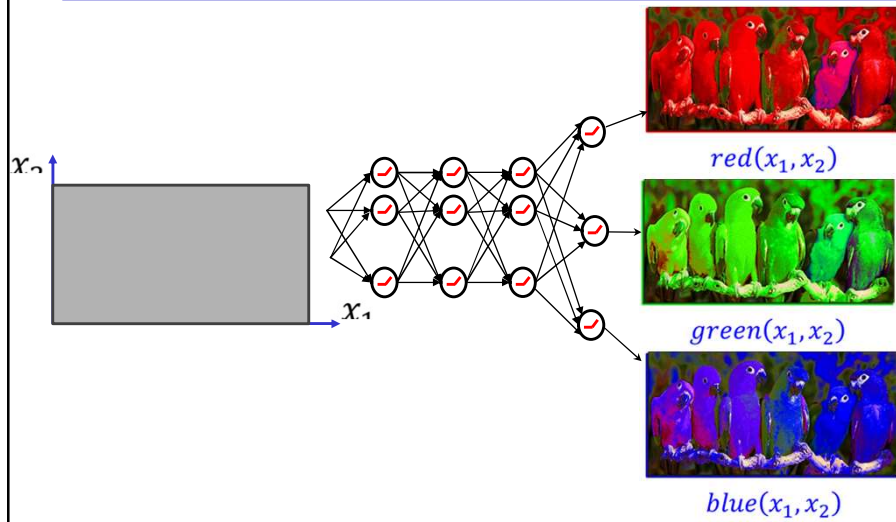 x₂
x₁
red(x₁, x₂)
green(x₁, x₂)
blue(x₁, x₂)